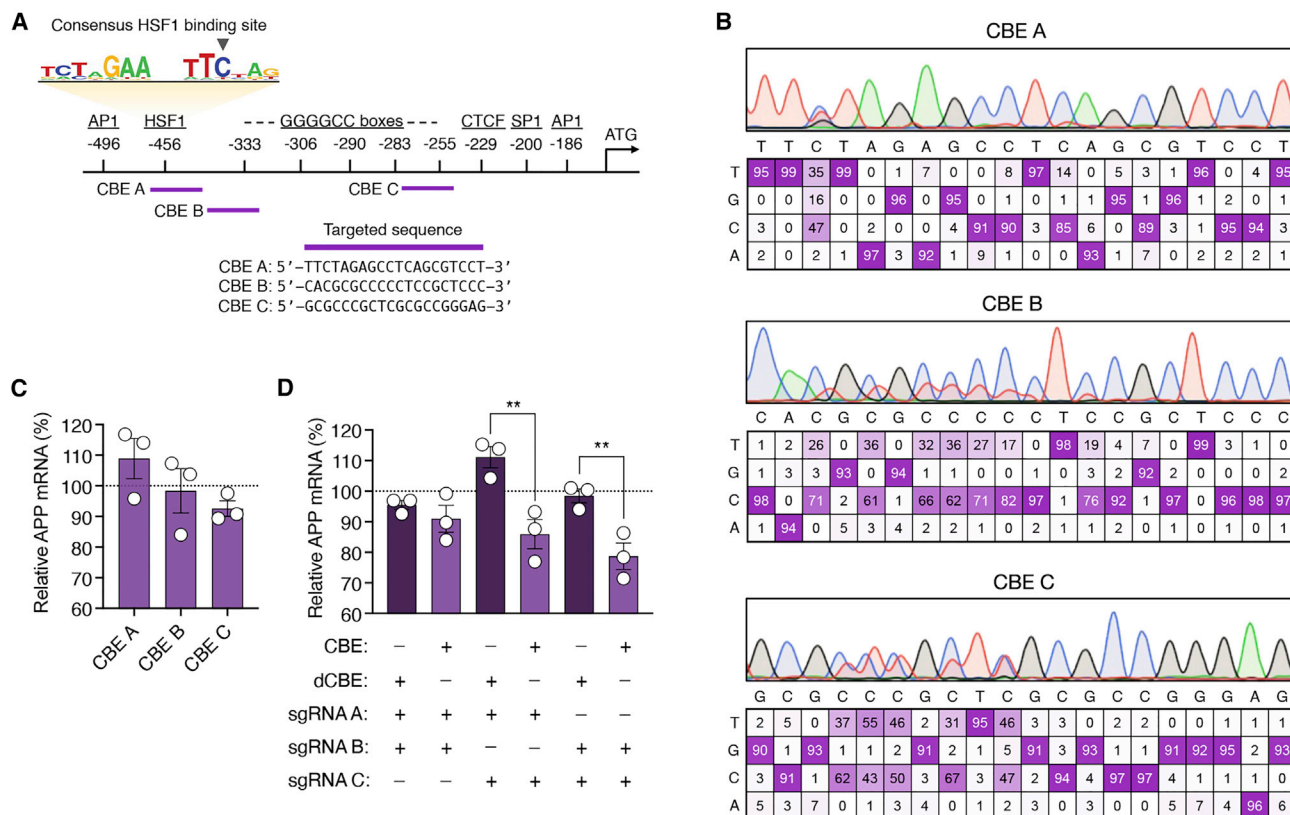 A
Consensus HSF1 binding site
TCTAGAA TTCTAG
AP1 HSF1 GGGGCC boxes CTCF SP1 AP1 ATG
-496 -456 -333 -306 -290 -283 -255 -229 -200 -186
CBE A CBE C
CBE B
Targeted sequence
CBE A: 5’–TTCTAGAGCCTCAGCGTCCT–3’
CBE B: 5’–CACGCGCCCCCTCCGCTCCC–3’
CBE C: 5’–GCGCCCGCTCGCGCCGGGAG–3’
B
CBE A
T T C T A G A G C C T C A G C G T C C T
T 95 99 35 99 0 1 7 0 0 8 97 14 0 5 3 1 96 0 4 95
G 0 0 16 0 0 96 0 95 0 0 0 1 0 95 1 96 1 2 0 1
C 3 0 47 0 2 0 0 4 91 90 3 85 6 0 89 3 1 95 94 3
A 2 0 2 1 97 3 92 1 9 1 0 0 93 1 7 0 2 2 2 1
CBE B
C A C G C G C C C C C T C C G C T C C C
T 1 2 26 0 36 0 32 36 27 17 0 98 19 4 7 0 99 3 1 0
G 1 3 3 93 0 94 1 1 0 0 1 0 3 2 92 2 0 0 1 2
C 98 0 71 2 61 1 66 62 71 82 97 1 76 92 1 97 0 96 98 97
A 1 94 0 5 3 4 2 2 1 1 2 0 1 2 1 1 0 1 0 1
CBE C
G C G C C C G C T C G C G C C G G G A G
T 2 5 0 37 55 46 2 31 95 46 3 3 0 2 2 0 0 1 1 1
G 90 1 93 1 1 2 91 2 1 5 91 3 93 1 1 91 92 95 2 93
C 3 91 1 62 43 50 3 67 3 47 2 94 4 97 97 4 1 1 1 0
A 5 3 7 0 1 3 4 0 1 2 3 0 3 0 0 5 7 4 96 6
C
Relative APP mRNA (%)
120
110
100
90
80
70
60
CBE A CBE B CBE C
D
Relative APP mRNA (%)
120
110
100
90
80
70
60
** **
CBE: – + – + – +
dCBE: + – + – + –
sgRNA A: + + + + – –
sgRNA B: + + – – + +
sgRNA C: – – + + + +